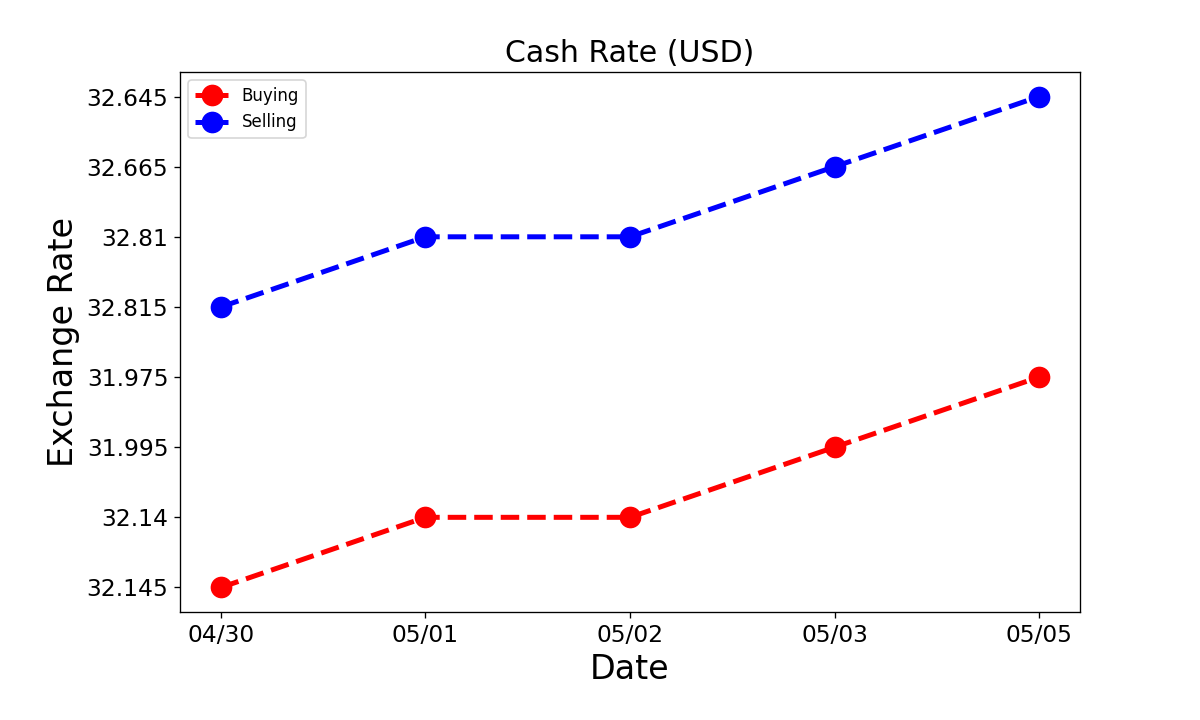 Cash Rate (USD)
Buying
Selling
Exchange Rate
32.645
32.665
32.81
32.815
31.975
31.995
32.14
32.145
04/30 05/01 05/02 05/03 05/05
Date